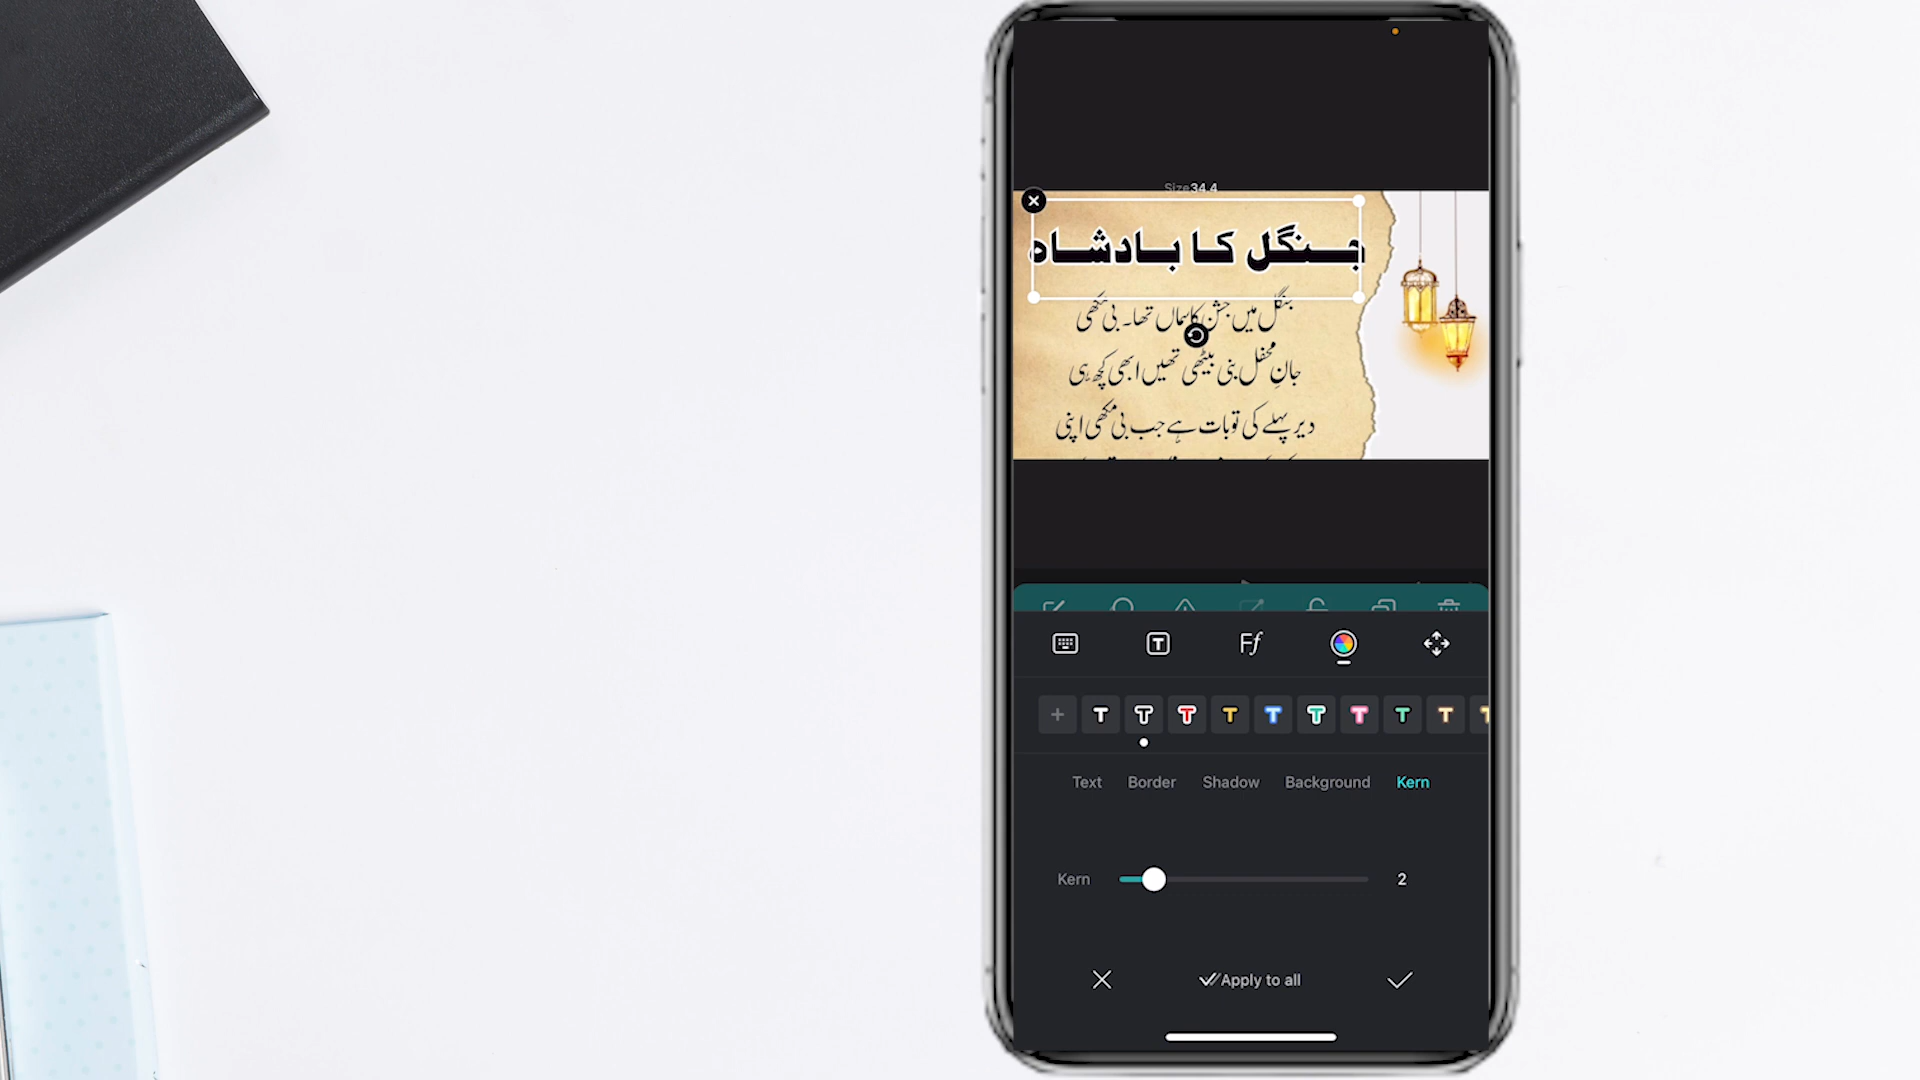 Size34.4
جنگل کا بادشاہ
جنگل میں جشن کا سماں تھا۔ بی مکھی
جانِ محفل بنی بیٹھی تھیں ابھی کچھ ہی
دیر پہلے کی تو بات ہے جب بی مکھی اپنی
Ff
Text Border Shadow Background Kern
Kern 2
Apply to all